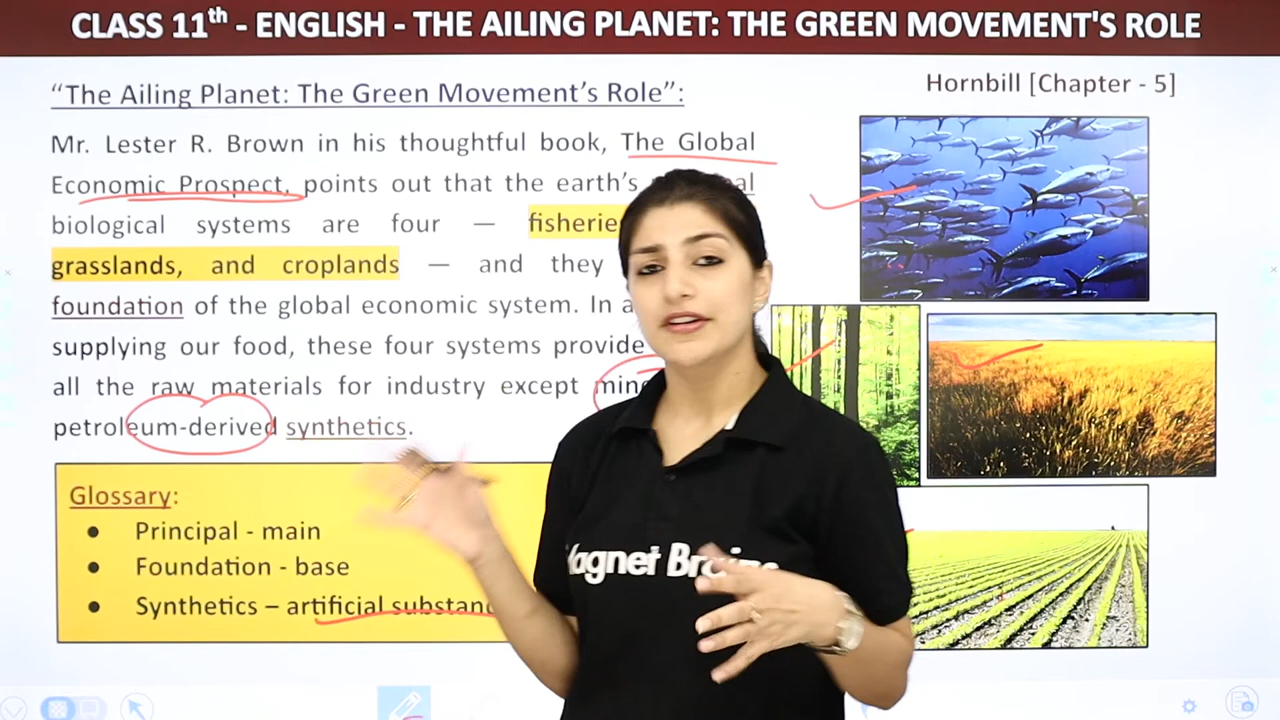 CLASS 11th - ENGLISH - THE AILING PLANET: THE GREEN MOVEMENT'S ROLE
Hornbill [Chapter - 5]
“The Ailing Planet: The Green Movement’s Role”:
Mr. Lester R. Brown in his thoughtful book, The Global
Economic Prospect, points out that the earth’s
biological systems are four —
grasslands, and croplands — and they
foundation of the global economic system. In
supplying our food, these four systems provide
all the raw materials for industry except
petroleum-derived synthetics.
Glossary:
● Principal - main
● Foundation - base
● Synthetics – artificial